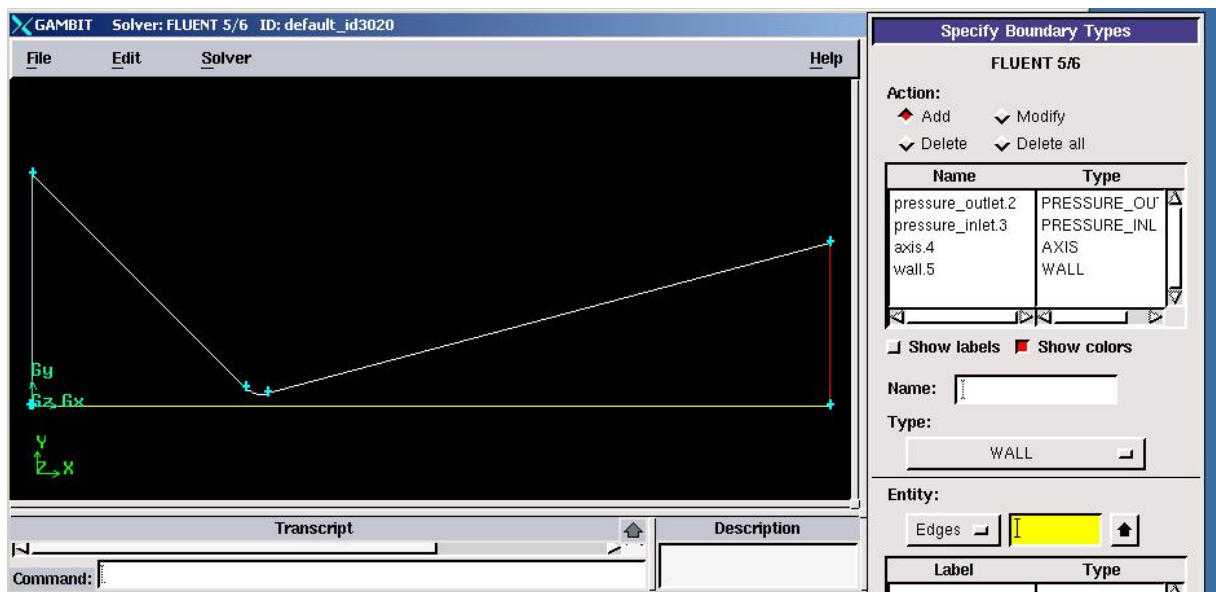 GAMBIT Solver: FLUENT 5/6 ID: default_id3020
File Edit Solver Help
Gy
Gz Gx
Y
Z X
Transcript
Description
Command:
Specify Boundary Types
FLUENT 5/6
Action:
Add Modify
Delete Delete all
Name Type
pressure_outlet.2 PRESSURE_OU
pressure_inlet.3 PRESSURE_INL
axis.4 AXIS
wall.5 WALL
Show labels Show colors
Name:
Type:
WALL
Entity:
Edges
Label Type